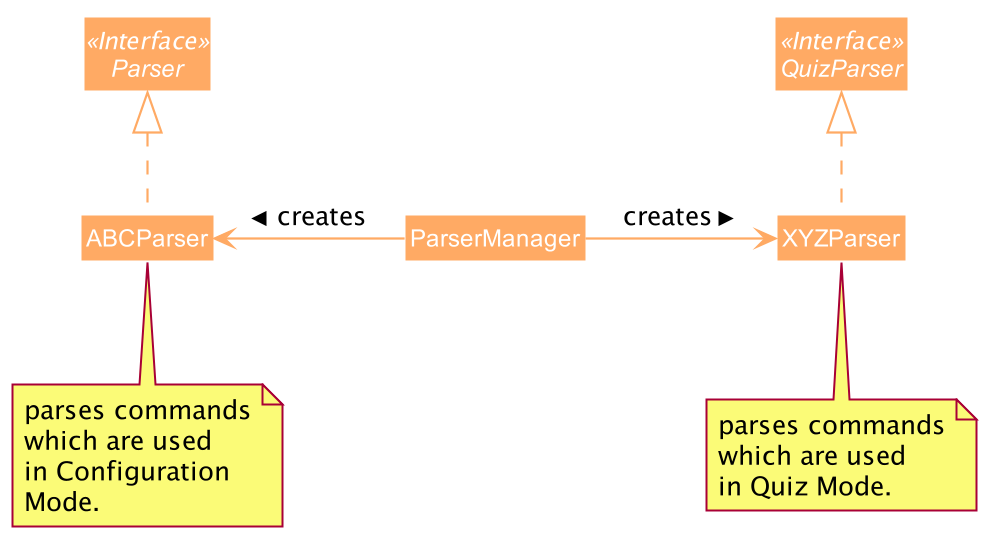 «Interface»
Parser
«Interface»
QuizParser
◄ creates
creates ►
ABCParser
ParserManager
XYZParser
parses commands
which are used
in Configuration
Mode.
parses commands
which are used
in Quiz Mode.